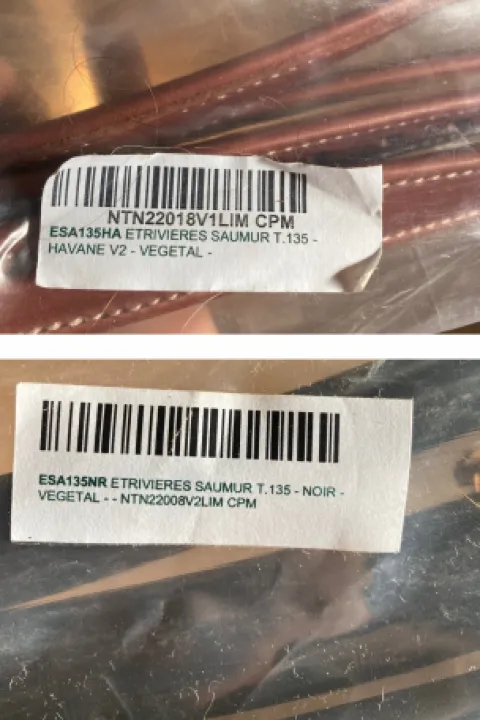 NTN22018V1LIM CPM
ESA135HA ETRIVIERES SAUMUR T.135 -
HAVANE V2 - VEGETAL -
ESA135NR ETRIVIERES SAUMUR T.135 - NOIR -
VEGETAL - - NTN22008V2LIM CPM